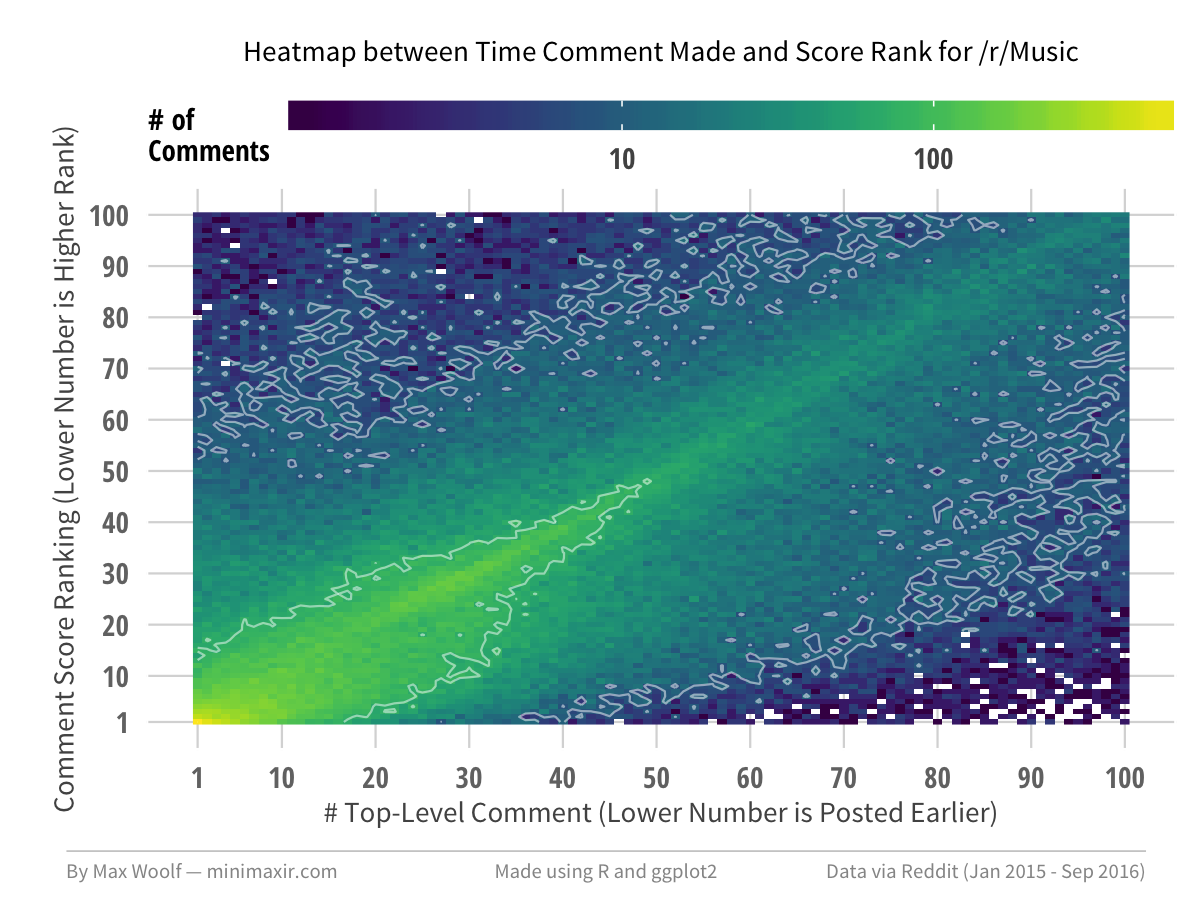 Heatmap between Time Comment Made and Score Rank for /r/Music
# of
Comments
10
100
Comment Score Ranking (Lower Number is Higher Rank)
100
90
80
70
60
50
40
30
20
10
1
1 10 20 30 40 50 60 70 80 90 100
# Top-Level Comment (Lower Number is Posted Earlier)
By Max Woolf — minimaxir.com
Made using R and ggplot2
Data via Reddit (Jan 2015 - Sep 2016)